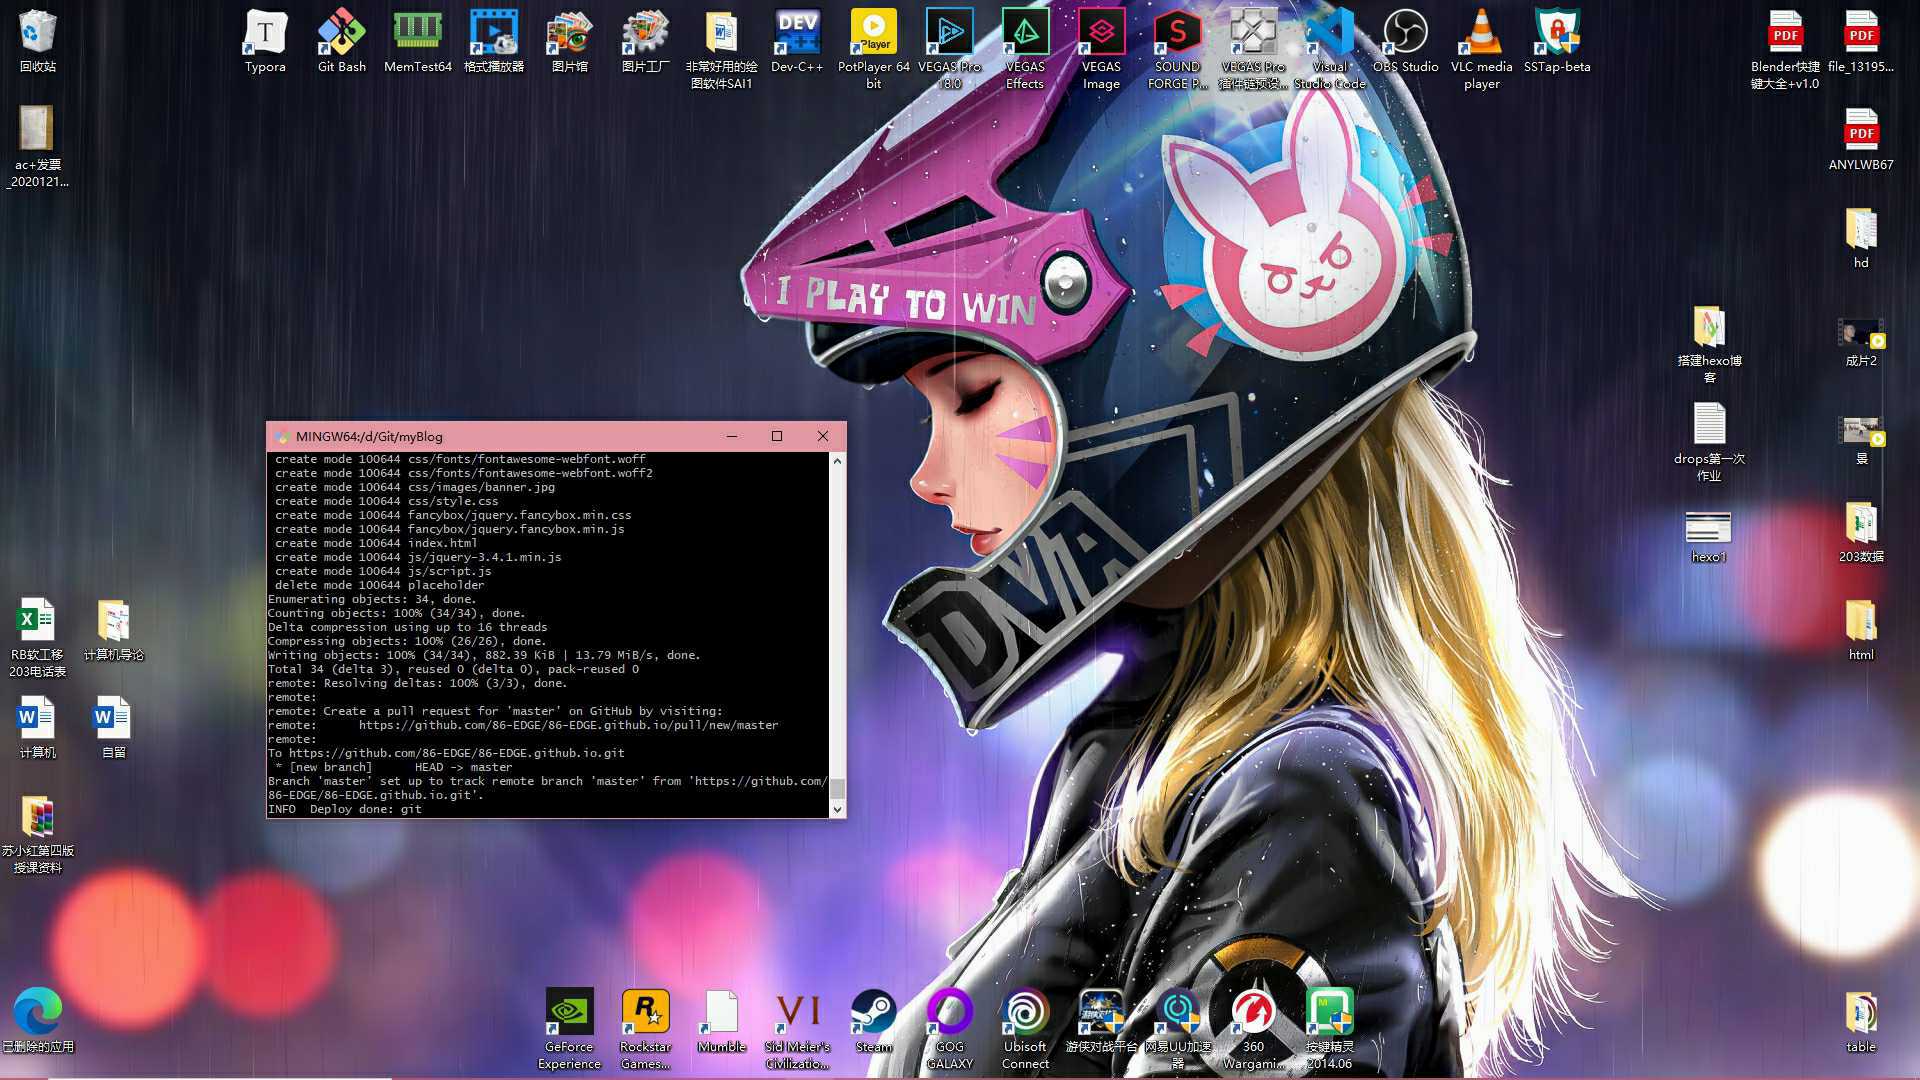 回收站
Typora
Git Bash
MemTest64
格式播放器
图片馆
图片工厂
非常好用的绘
图软件SAI1
DEV
Dev-C++
Player
PotPlayer 64
bit
VEGAS Pro
18.0
VEGAS
Effects
VEGAS
Image
SOUND
FORGE P...
VEGAS Pro
插件链预设...
Visual
Studio Code
OBS Studio
VLC media
player
SSTap-beta
PDF
Blender快捷
键大全+v1.0
PDF
file_13195...
ac+发票
_2020121...
PDF
ANYLWB67
hd
搭建hexo博
客
成片2
drops第一次
作业
景
hexo1
203数据
html
I PLAY TO WIN
DVA
MINGW64:/d/Git/myBlog
create mode 100644 css/fonts/fontawesome-webfont.woff
create mode 100644 css/fonts/fontawesome-webfont.woff2
create mode 100644 css/images/banner.jpg
create mode 100644 css/style.css
create mode 100644 fancybox/jquery.fancybox.min.css
create mode 100644 fancybox/jquery.fancybox.min.js
create mode 100644 index.html
create mode 100644 js/jquery-3.4.1.min.js
create mode 100644 js/script.js
delete mode 100644 placeholder
Enumerating objects: 34, done.
Counting objects: 100% (34/34), done.
Delta compression using up to 16 threads
Compressing objects: 100% (26/26), done.
Writing objects: 100% (34/34), 882.39 KiB | 13.79 MiB/s, done.
Total 34 (delta 3), reused 0 (delta 0), pack-reused 0
remote: Resolving deltas: 100% (3/3), done.
remote:
remote: Create a pull request for 'master' on GitHub by visiting:
remote:      https://github.com/86-EDGE/86-EDGE.github.io/pull/new/master
remote:
To https://github.com/86-EDGE/86-EDGE.github.io.git
* [new branch]      HEAD -> master
Branch 'master' set up to track remote branch 'master' from 'https://github.com/
86-EDGE/86-EDGE.github.io.git'.
INFO  Deploy done: git
RB软工移
203电话表
计算机导论
计算机
自留
苏小红第四版
授课资料
已删除的应用
GeForce
Experience
Rockstar
Games...
Mumble
VI
Sid Meier's
Civilizatio...
Steam
GOG
GALAXY
Ubisoft
Connect
游侠对战平台
网易UU加速
器
360
Wargami...
按键精灵
2014.06
table